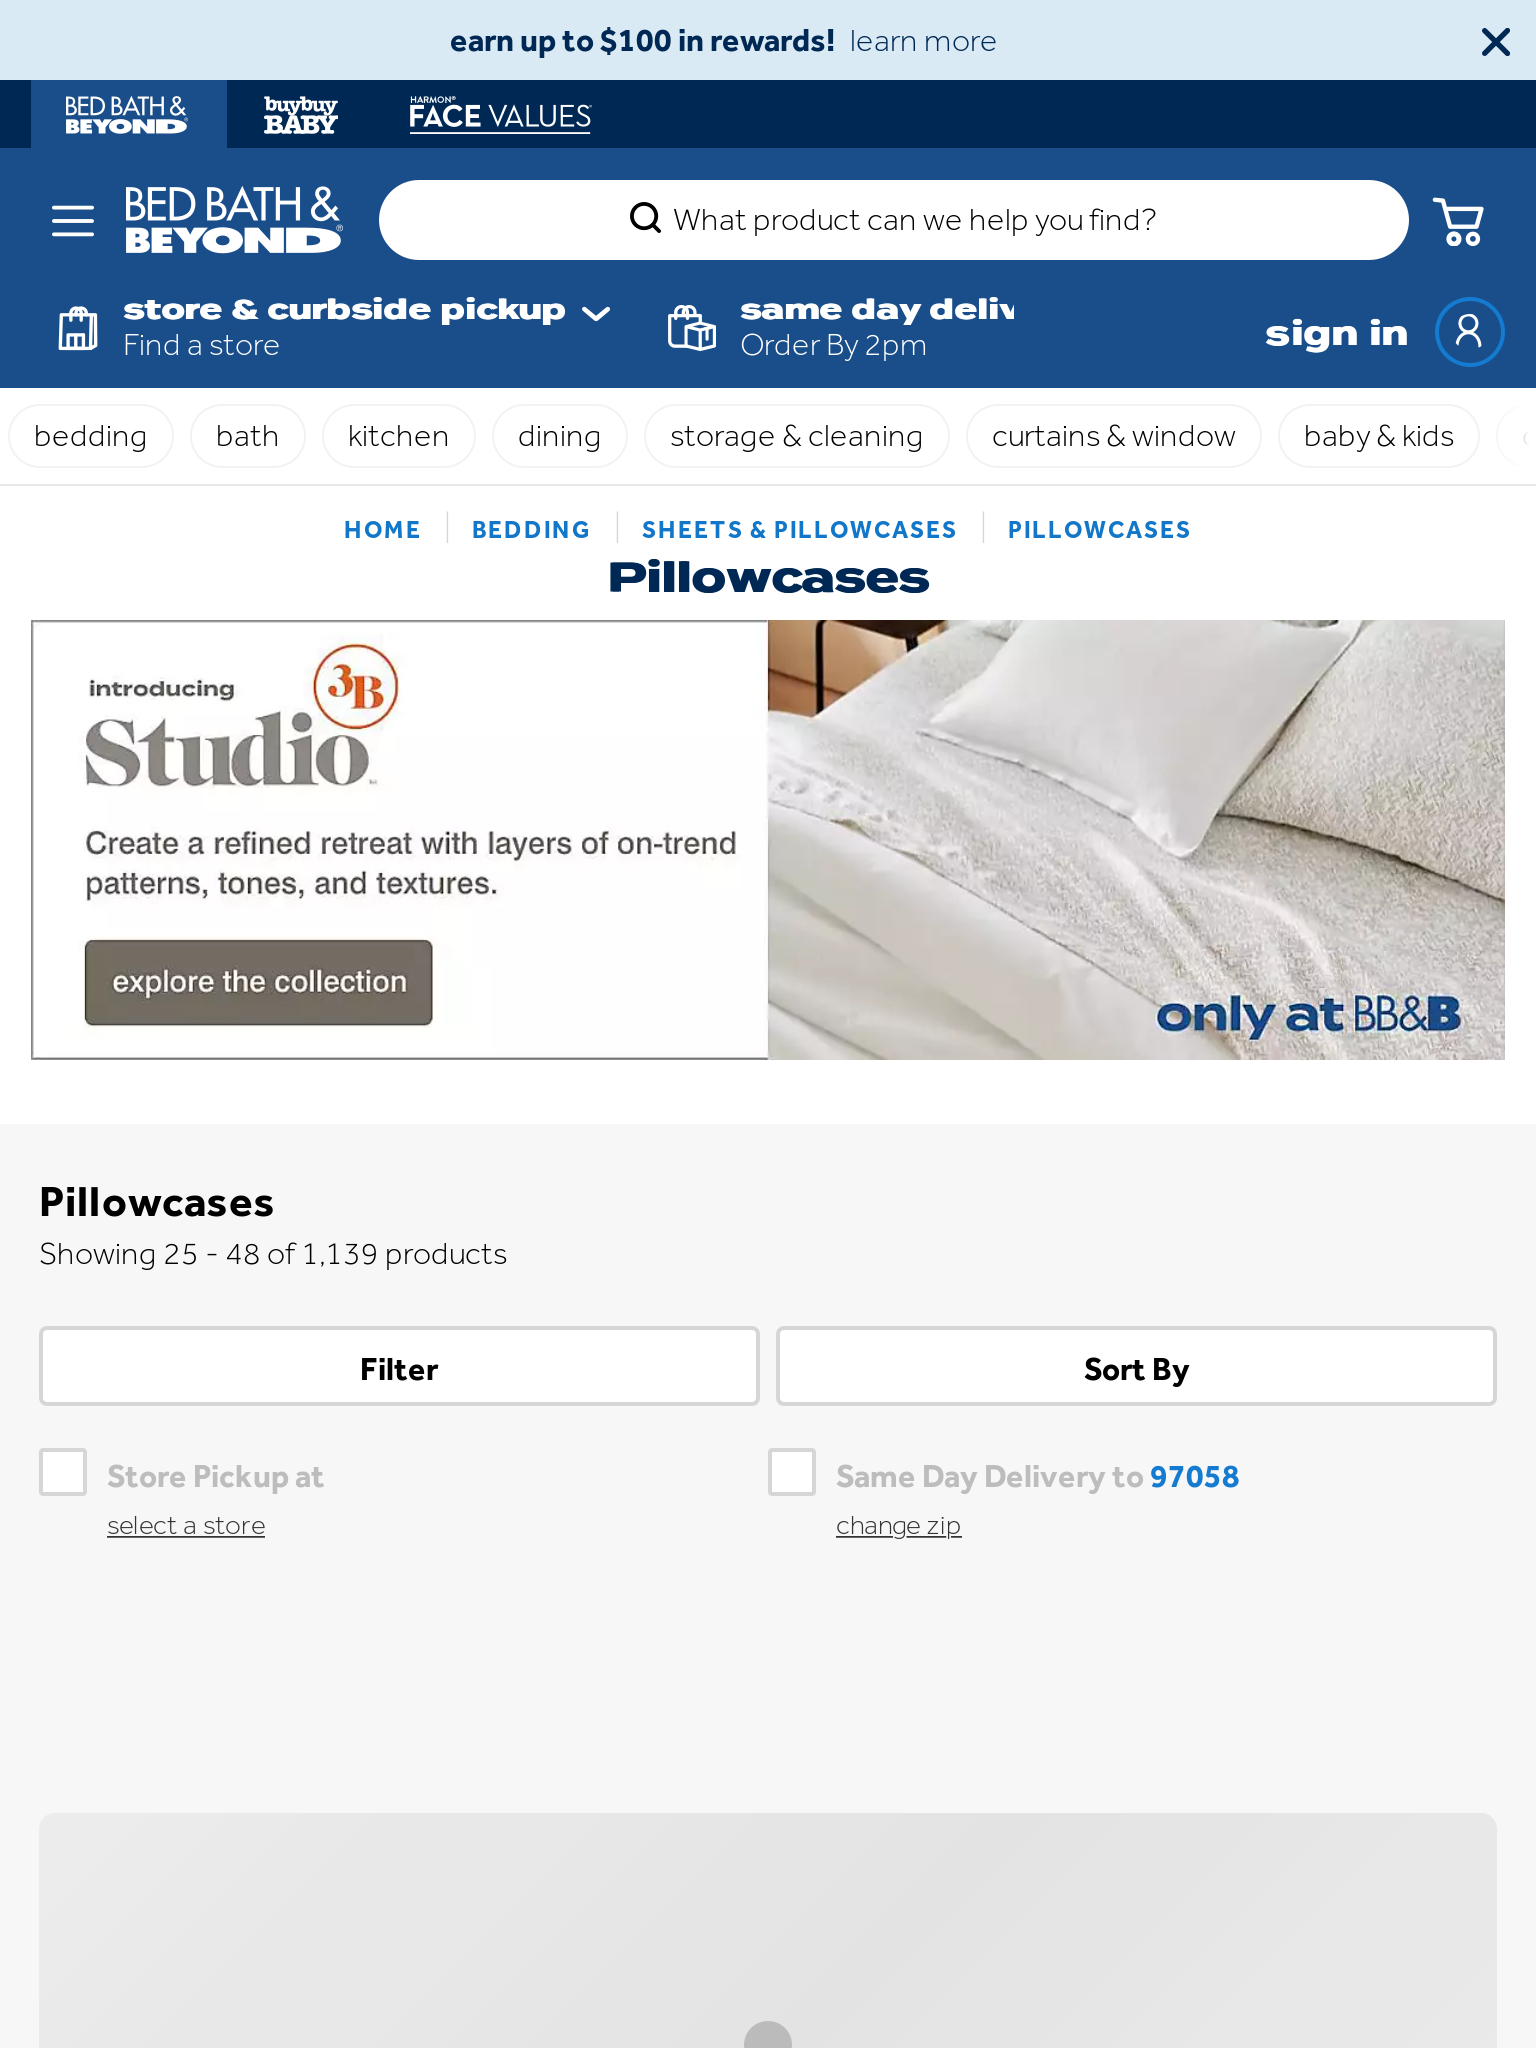 earn up to $100 in rewards! learn more
BED BATH &
BEYOND
buybuy
BABY
HARMON®
FACE VALUES
BED BATH &
BEYOND®
What product can we help you find?
store & curbside pickup
Find a store
same day deliv
Order By 2pm
sign in
bedding
bath
kitchen
dining
storage & cleaning
curtains & window
baby & kids
HOME
BEDDING
SHEETS & PILLOWCASES
PILLOWCASES
Pillowcases
introducing
3B
Studio
Create a refined retreat with layers of on-trend
patterns, tones, and textures.
explore the collection
only at BB&B
Pillowcases
Showing 25 - 48 of 1,139 products
Filter
Sort By
Store Pickup at
select a store
Same Day Delivery to 97058
change zip